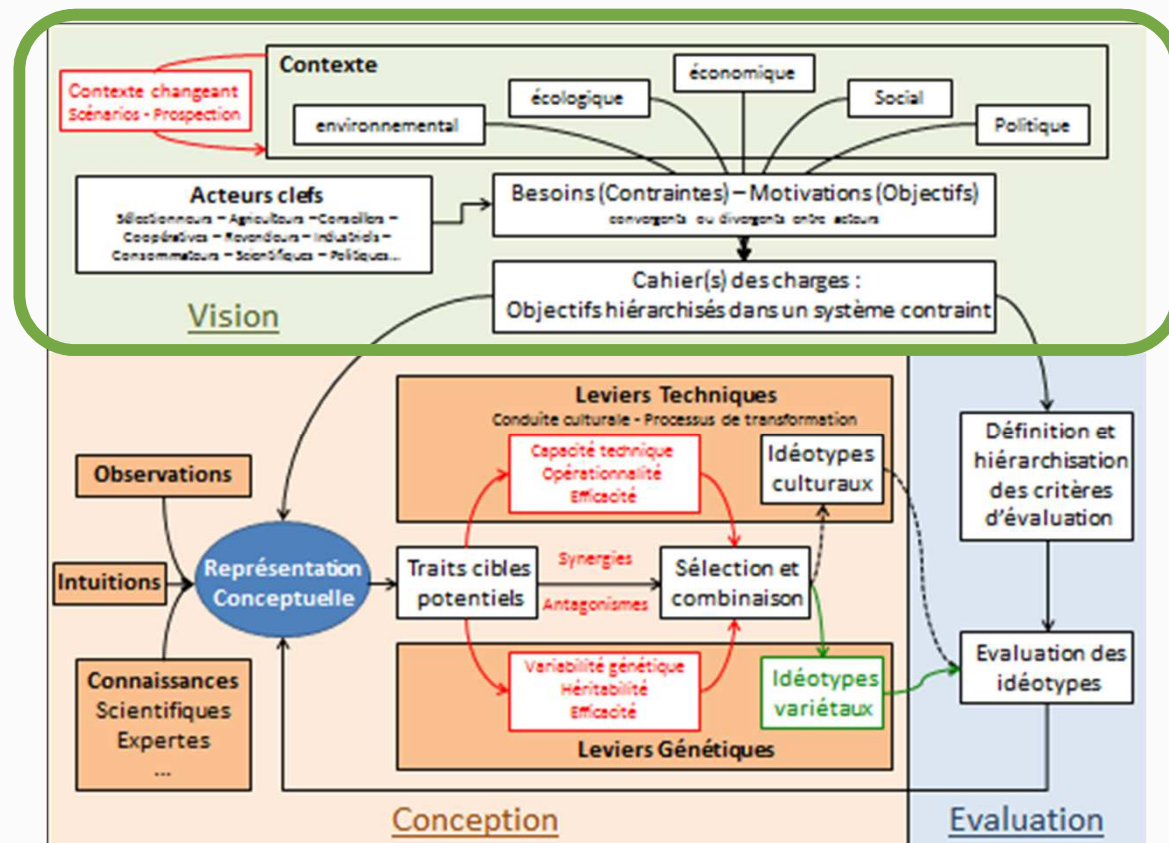 Contexte
Contexte changeant
Scénarios - Prospection
économique
écologique
Social
environnemental
Politique
Acteurs clefs
Sélectionneurs – Agriculteurs – Conseillers –
Coopératives – Revendeurs – Industriels –
Consommateurs – Scientifiques – Politiques...
Besoins (Contraintes) – Motivations (Objectifs)
convergents ou divergents entre acteurs
Cahier(s) des charges :
Objectifs hiérarchisés dans un système contraint
Vision
Leviers Techniques
Conduite culturale - Processus de transformation
Capacité technique
Opérationnalité
Efficacité
Idéotypes
culturaux
Définition et
hiérarchisation
des critères
d'évaluation
Observations
Intuitions
Connaissances
Scientifiques
Expertes
...
Représentation
Conceptuelle
Traits cibles
potentiels
Synergies
Antagonismes
Sélection et
combinaison
Variabilité génétique
Héritabilité
Efficacité
Idéotypes
variétaux
Leviers Génétiques
Evaluation des
idéotypes
Conception
Evaluation